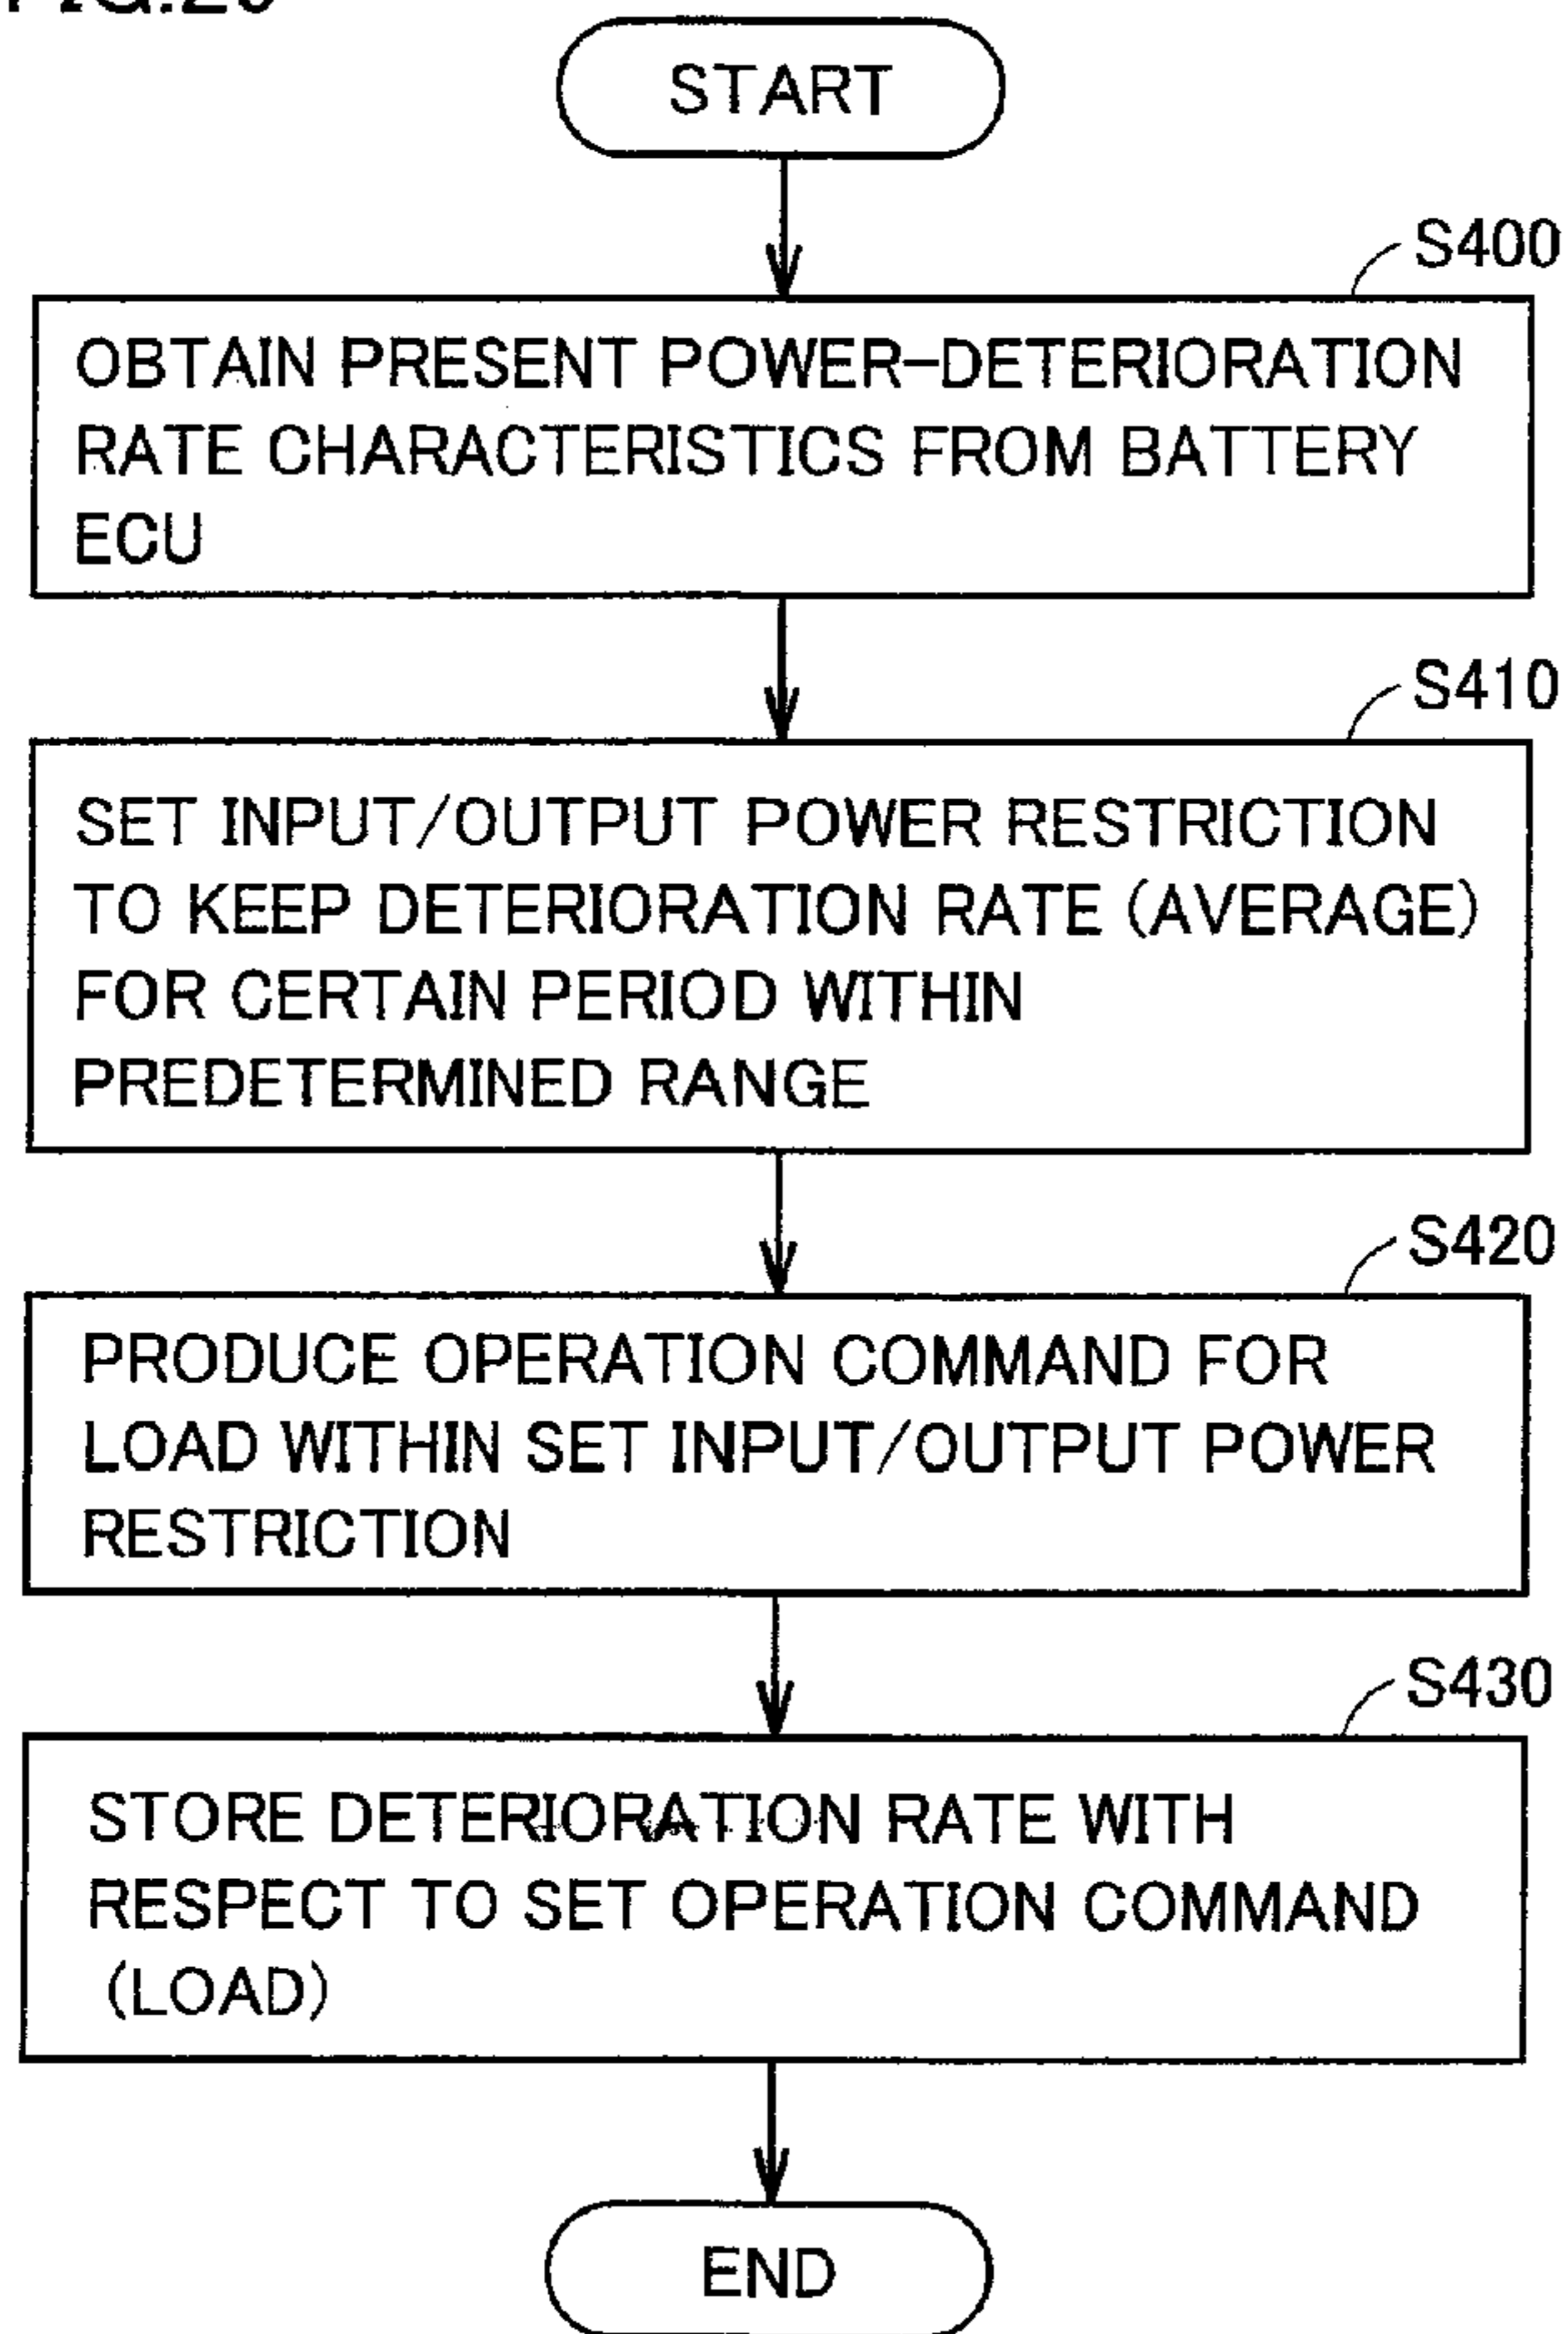 START
S400
OBTAIN PRESENT POWER-DETERIORATION
RATE CHARACTERISTICS FROM BATTERY
ECU
S410
SET INPUT/OUTPUT POWER RESTRICTION
TO KEEP DETERIORATION RATE (AVERAGE)
FOR CERTAIN PERIOD WITHIN
PREDETERMINED RANGE
S420
PRODUCE OPERATION COMMAND FOR
LOAD WITHIN SET INPUT/OUTPUT POWER
RESTRICTION
S430
STORE DETERIORATION RATE WITH
RESPECT TO SET OPERATION COMMAND
(LOAD)
END